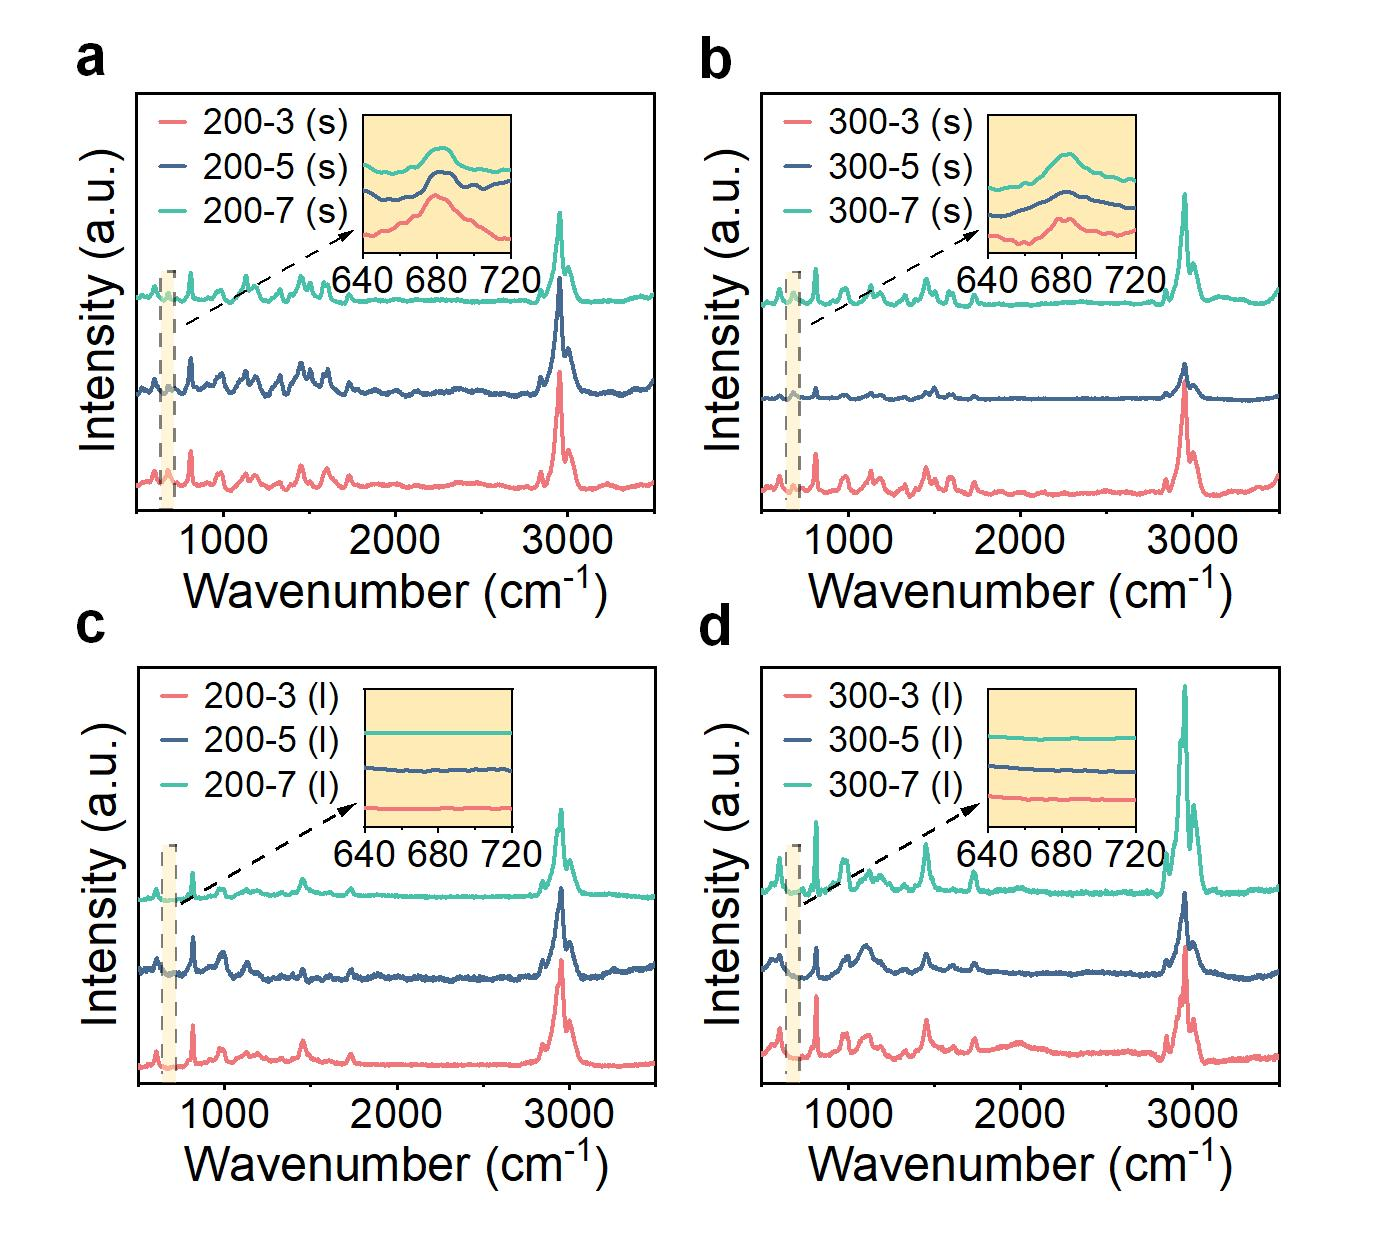 a
200-3 (s)
200-5 (s)
200-7 (s)
640 680 720
1000 2000 3000
Wavenumber (cm-1)
Intensity (a.u.)
b
300-3 (s)
300-5 (s)
300-7 (s)
640 680 720
1000 2000 3000
Wavenumber (cm-1)
Intensity (a.u.)
c
200-3 (l)
200-5 (l)
200-7 (l)
640 680 720
1000 2000 3000
Wavenumber (cm-1)
Intensity (a.u.)
d
300-3 (l)
300-5 (l)
300-7 (l)
640 680 720
1000 2000 3000
Wavenumber (cm-1)
Intensity (a.u.)